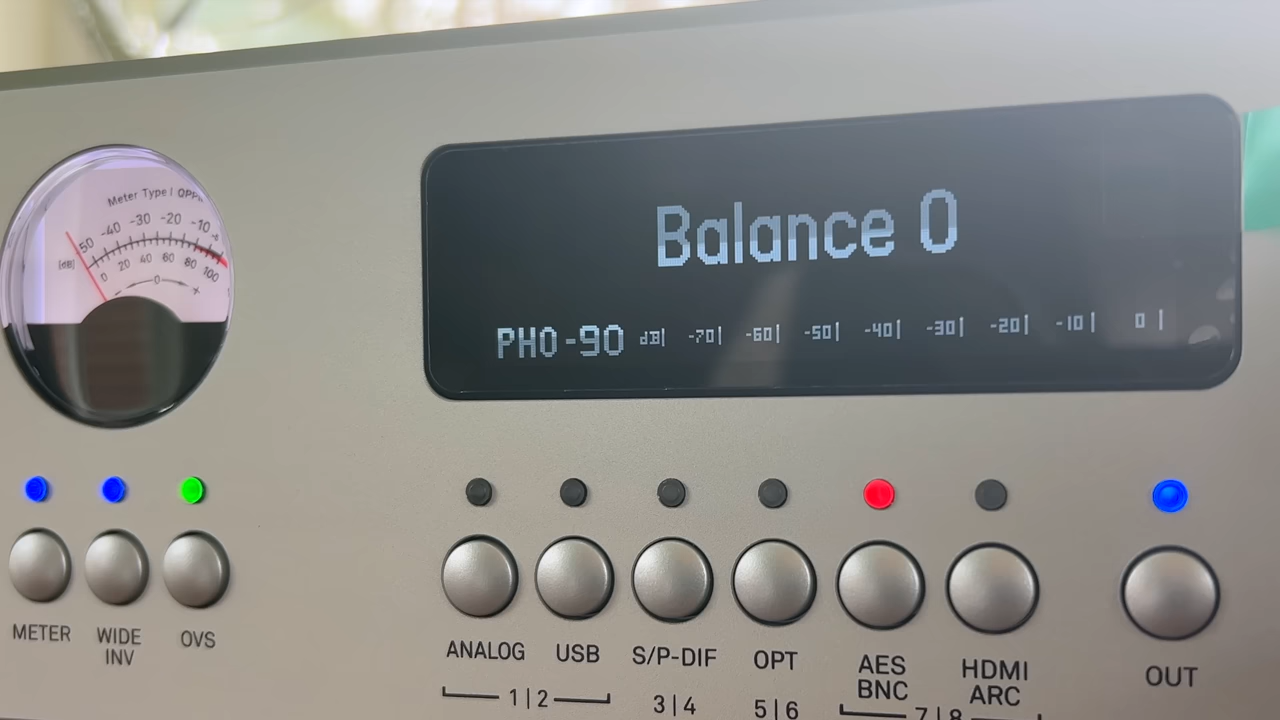 Meter Type I QPPM
-50 -40 -30 -20 -10
[dB]
0 20 40 60 80 100
- 0 +
Balance 0
PHO-90 dB| -70| -60| -50| -40| -30| -20| -10| 0 |
METER
WIDE
INV
OVS
ANALOG
USB
S/P-DIF
OPT
AES
BNC
HDMI
ARC
OUT
1|2
3|4
5|6
7|8